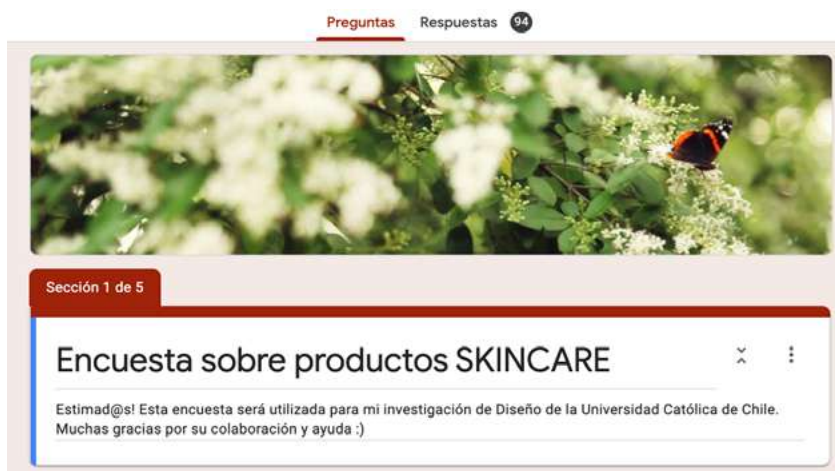 Preguntas Respuestas 94
Sección 1 de 5
Encuesta sobre productos SKINCARE
Estimad@s! Esta encuesta será utilizada para mi investigación de Diseño de la Universidad Católica de Chile.
Muchas gracias por su colaboración y ayuda :)